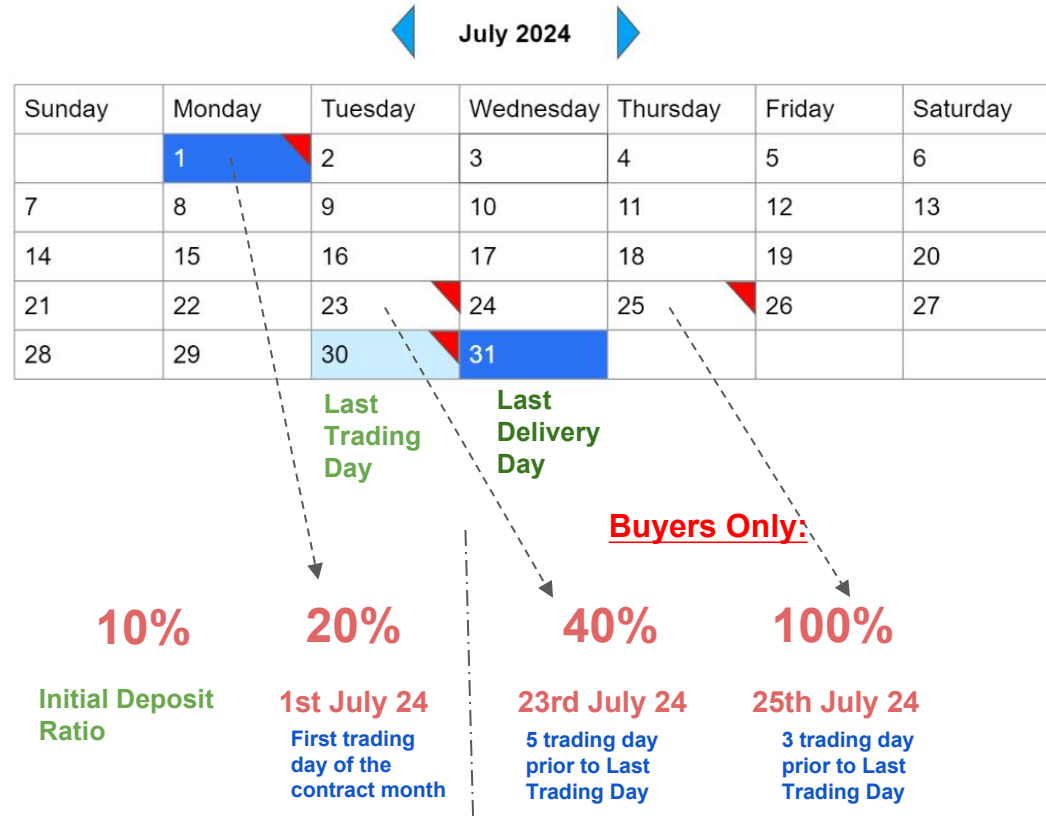 July 2024
Sunday Monday Tuesday Wednesday Thursday Friday Saturday
1 2 3 4 5 6
7 8 9 10 11 12 13
14 15 16 17 18 19 20
21 22 23 24 25 26 27
28 29 30 31
Last
Trading
Day
Last
Delivery
Day
Buyers Only:
10% 20% 40% 100%
Initial Deposit
Ratio
1st July 24
First trading
day of the
contract month
23rd July 24
5 trading day
prior to Last
Trading Day
25th July 24
3 trading day
prior to Last
Trading Day